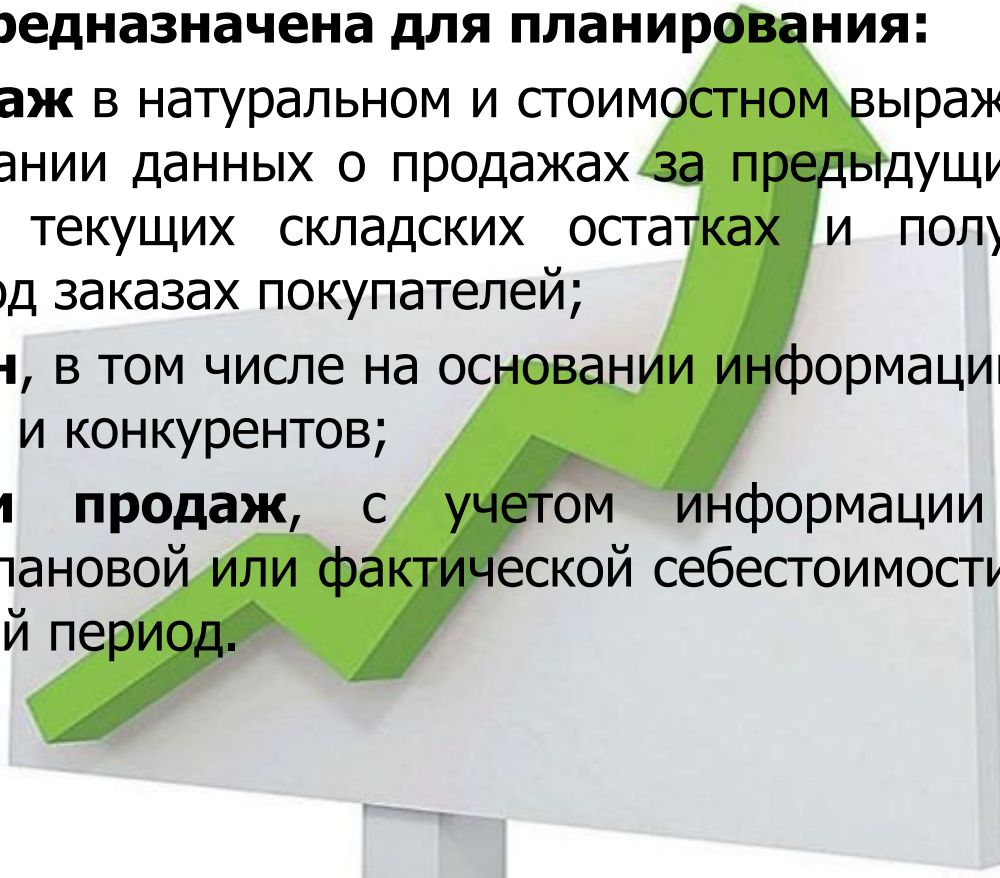 редназначена для планирования:
аж в натуральном и стоимостном выраж
ании данных о продажах за предыдущи
текущих складских остатках и полу
од заказах покупателей;
н, в том числе на основании информации
и конкурентов;
и продаж, с учетом информации
лановой или фактической себестоимости
й период.